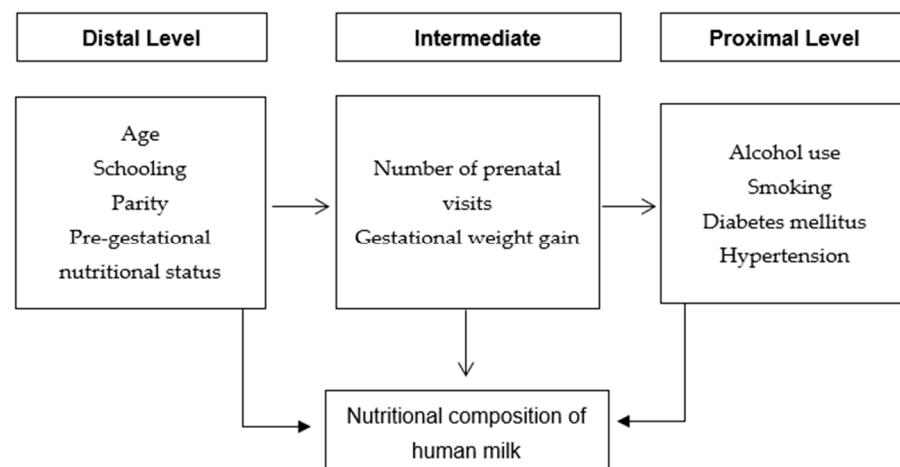 Distal Level
Intermediate
Proximal Level
Age
Schooling
Parity
Pre-gestational
nutritional status
Number of prenatal
visits
Gestational weight gain
Alcohol use
Smoking
Diabetes mellitus
Hypertension
Nutritional composition of
human milk